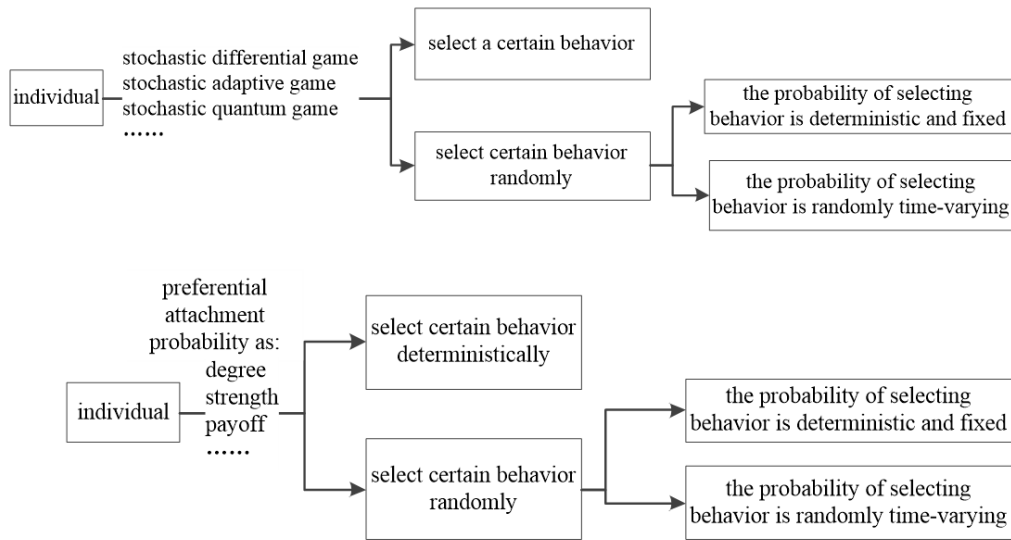 individual
stochastic differential game
stochastic adaptive game
stochastic quantum game
……
select a certain behavior
select certain behavior
randomly
the probability of selecting
behavior is deterministic and fixed
the probability of selecting
behavior is randomly time-varying
individual
preferential
attachment
probability as:
degree
strength
payoff
……
select certain behavior
deterministically
select certain behavior
randomly
the probability of selecting
behavior is deterministic and fixed
the probability of selecting
behavior is randomly time-varying